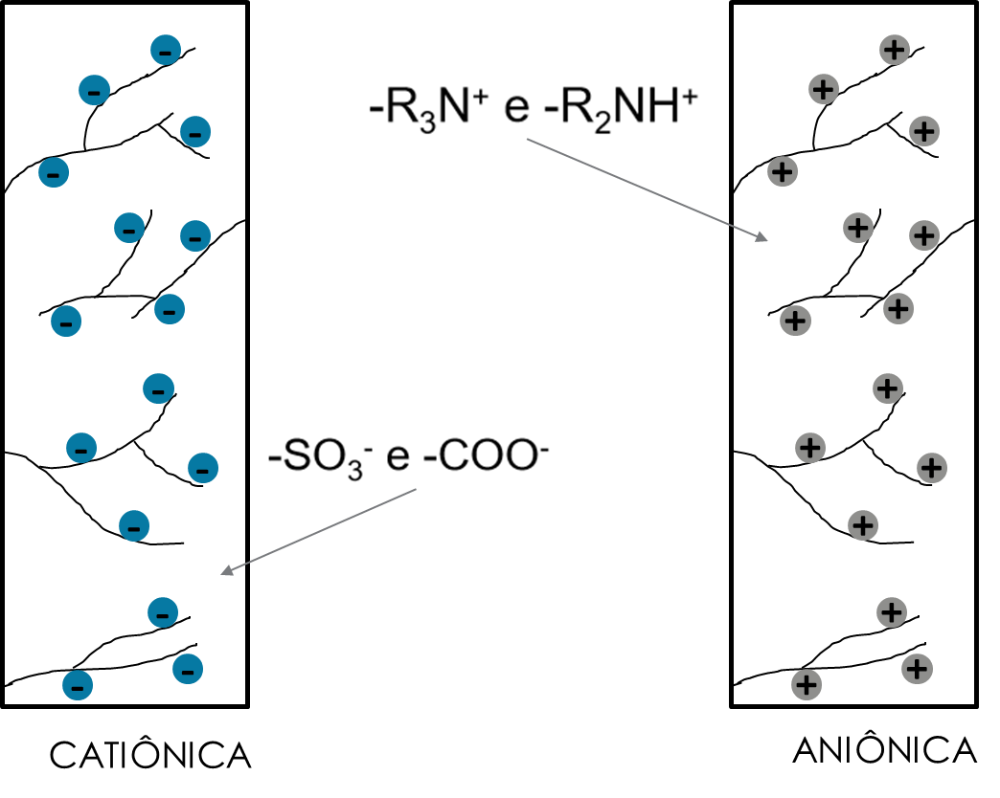 -R₃N⁺ e -R₂NH⁺
-SO₃⁻ e -COO⁻
CATIÔNICA
ANIÔNICA